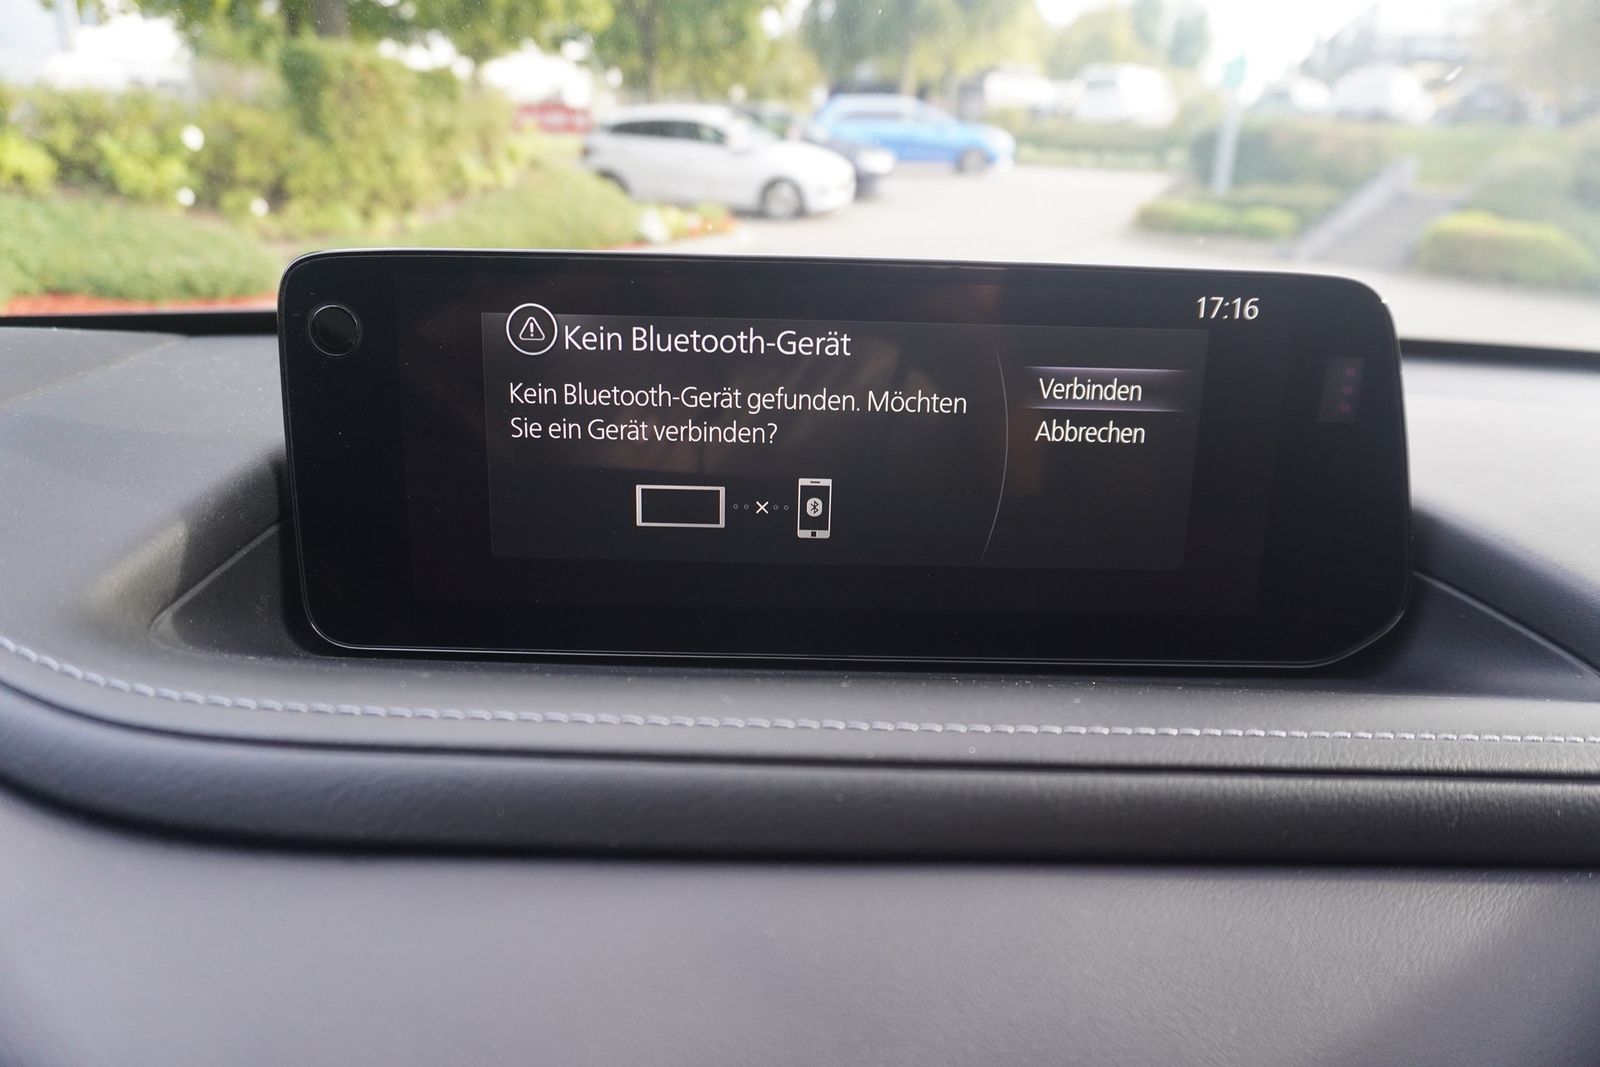 17:16
Kein Bluetooth-Gerät
Kein Bluetooth-Gerät gefunden. Möchten
Sie ein Gerät verbinden?
Verbinden
Abbrechen